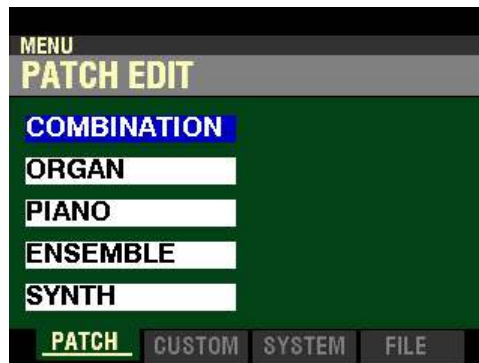 MENU
PATCH EDIT
COMBINATION
ORGAN
PIANO
ENSEMBLE
SYNTH
PATCH CUSTOM SYSTEM FILE